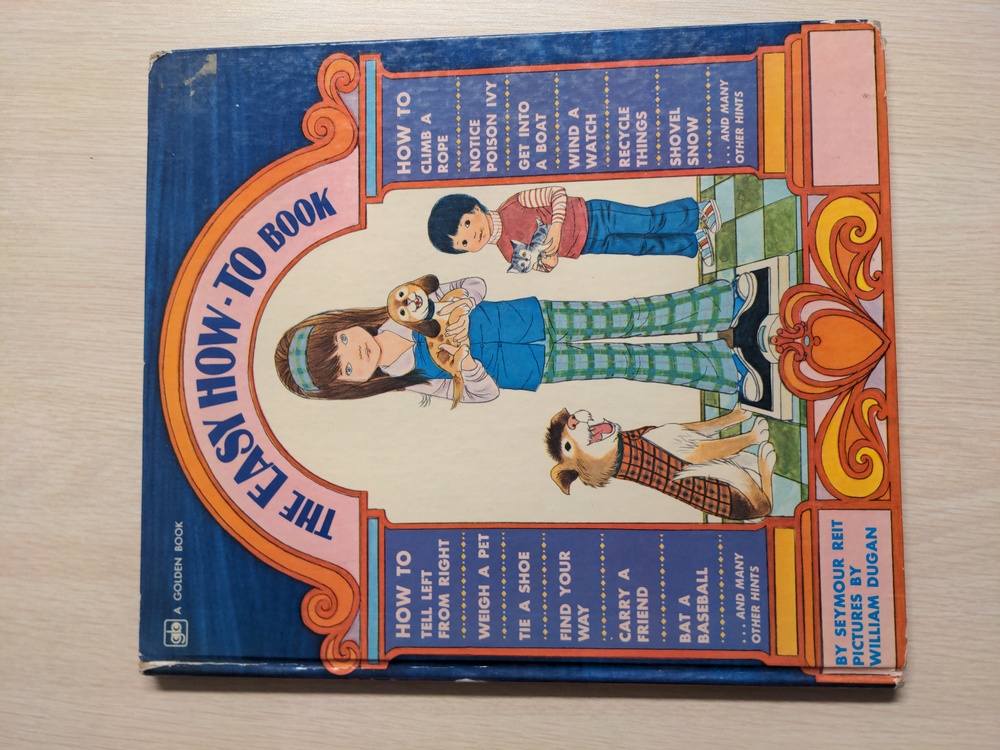 A GOLDEN BOOK
THE EASY HOW-TO BOOK
HOW TO
TELL LEFT
FROM RIGHT
WEIGH A PET
TIE A SHOE
FIND YOUR
WAY
CARRY A
FRIEND
BAT A
BASEBALL
...AND MANY
OTHER HINTS
HOW TO
CLIMB A
ROPE
NOTICE
POISON IVY
GET INTO
A BOAT
WIND A
WATCH
RECYCLE
THINGS
SHOVEL
SNOW
...AND MANY
OTHER HINTS
BY SEYMOUR REIT
PICTURES BY
WILLIAM DUGAN